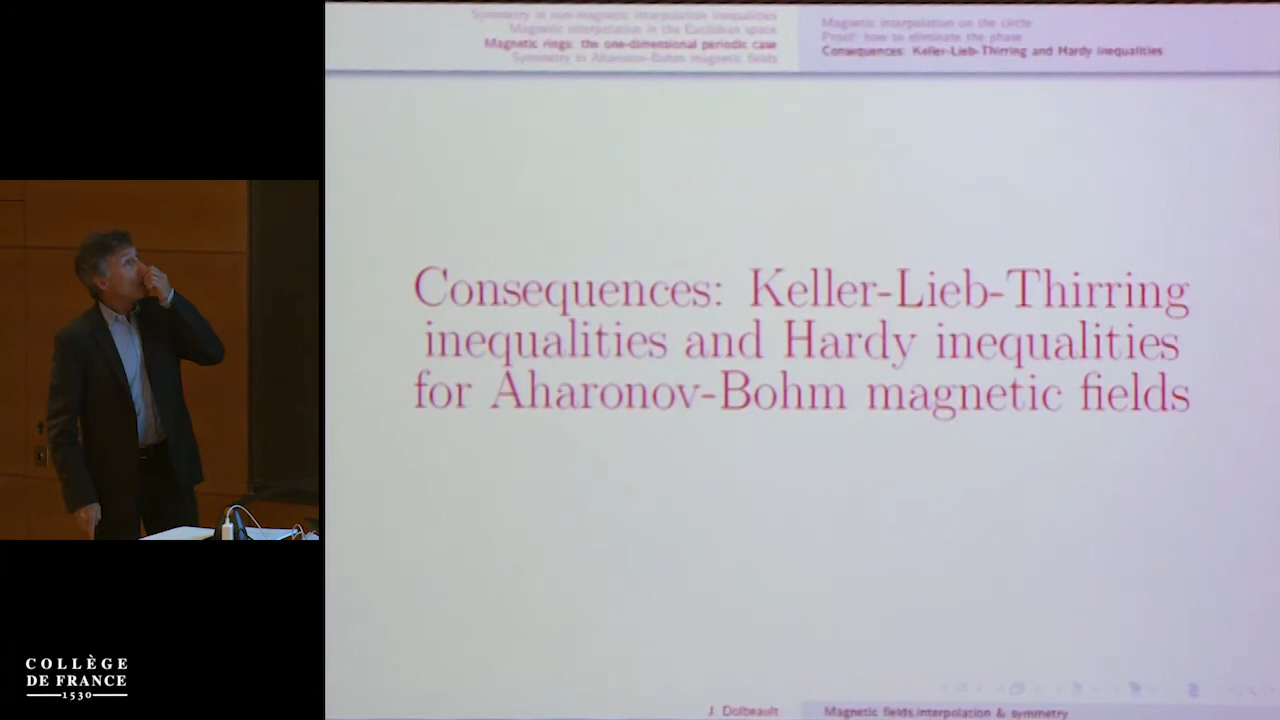 Symmetry in non-magnetic interpolation inequalities
Magnetic interpolation in the Euclidean space
Magnetic rings: the one-dimensional periodic case
Symmetry in Aharonov-Bohm magnetic fields
Magnetic interpolation on the circle
Proof: how to eliminate the phase
Consequences: Keller-Lieb-Thirring and Hardy inequalities
Consequences: Keller-Lieb-Thirring
inequalities and Hardy inequalities
for Aharonov-Bohm magnetic fields
COLLÈGE
DE FRANCE
1530
J. Dolbeault
Magnetic fields, interpolation & symmetry